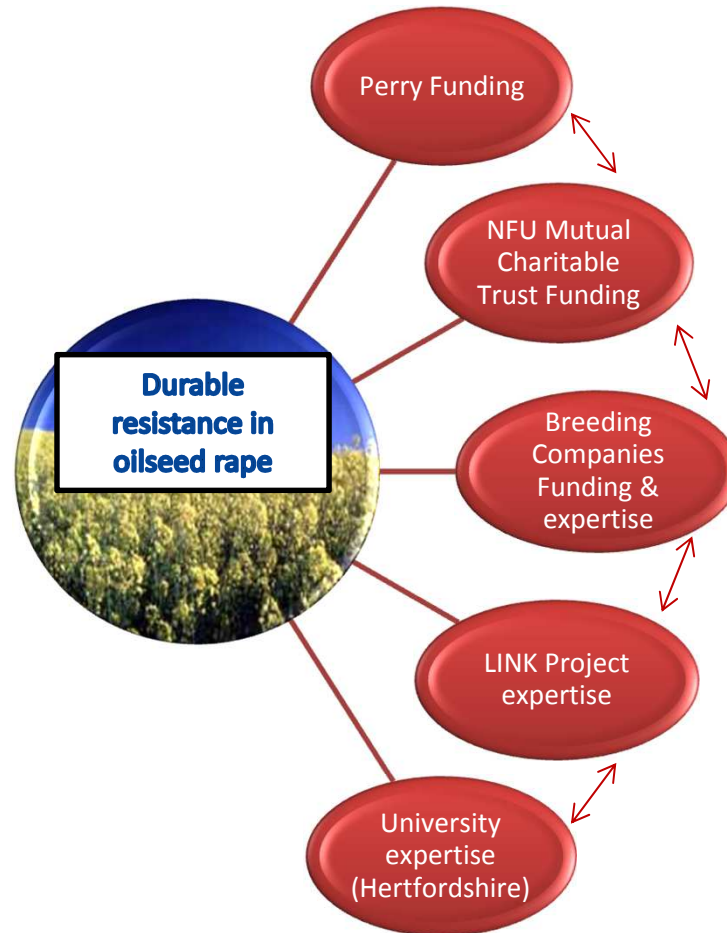 Perry Funding
NFU Mutual
Charitable
Trust Funding
Durable
resistance in
oilseed rape
Breeding
Companies
Funding &
expertise
LINK Project
expertise
University
expertise
(Hertfordshire)